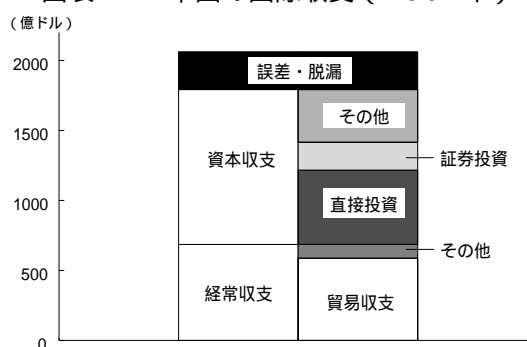 (億ドル)
2000
誤差・脱漏
その他
1500
資本収支
証券投資
直接投資
1000
その他
500
経常収支
貿易収支
0